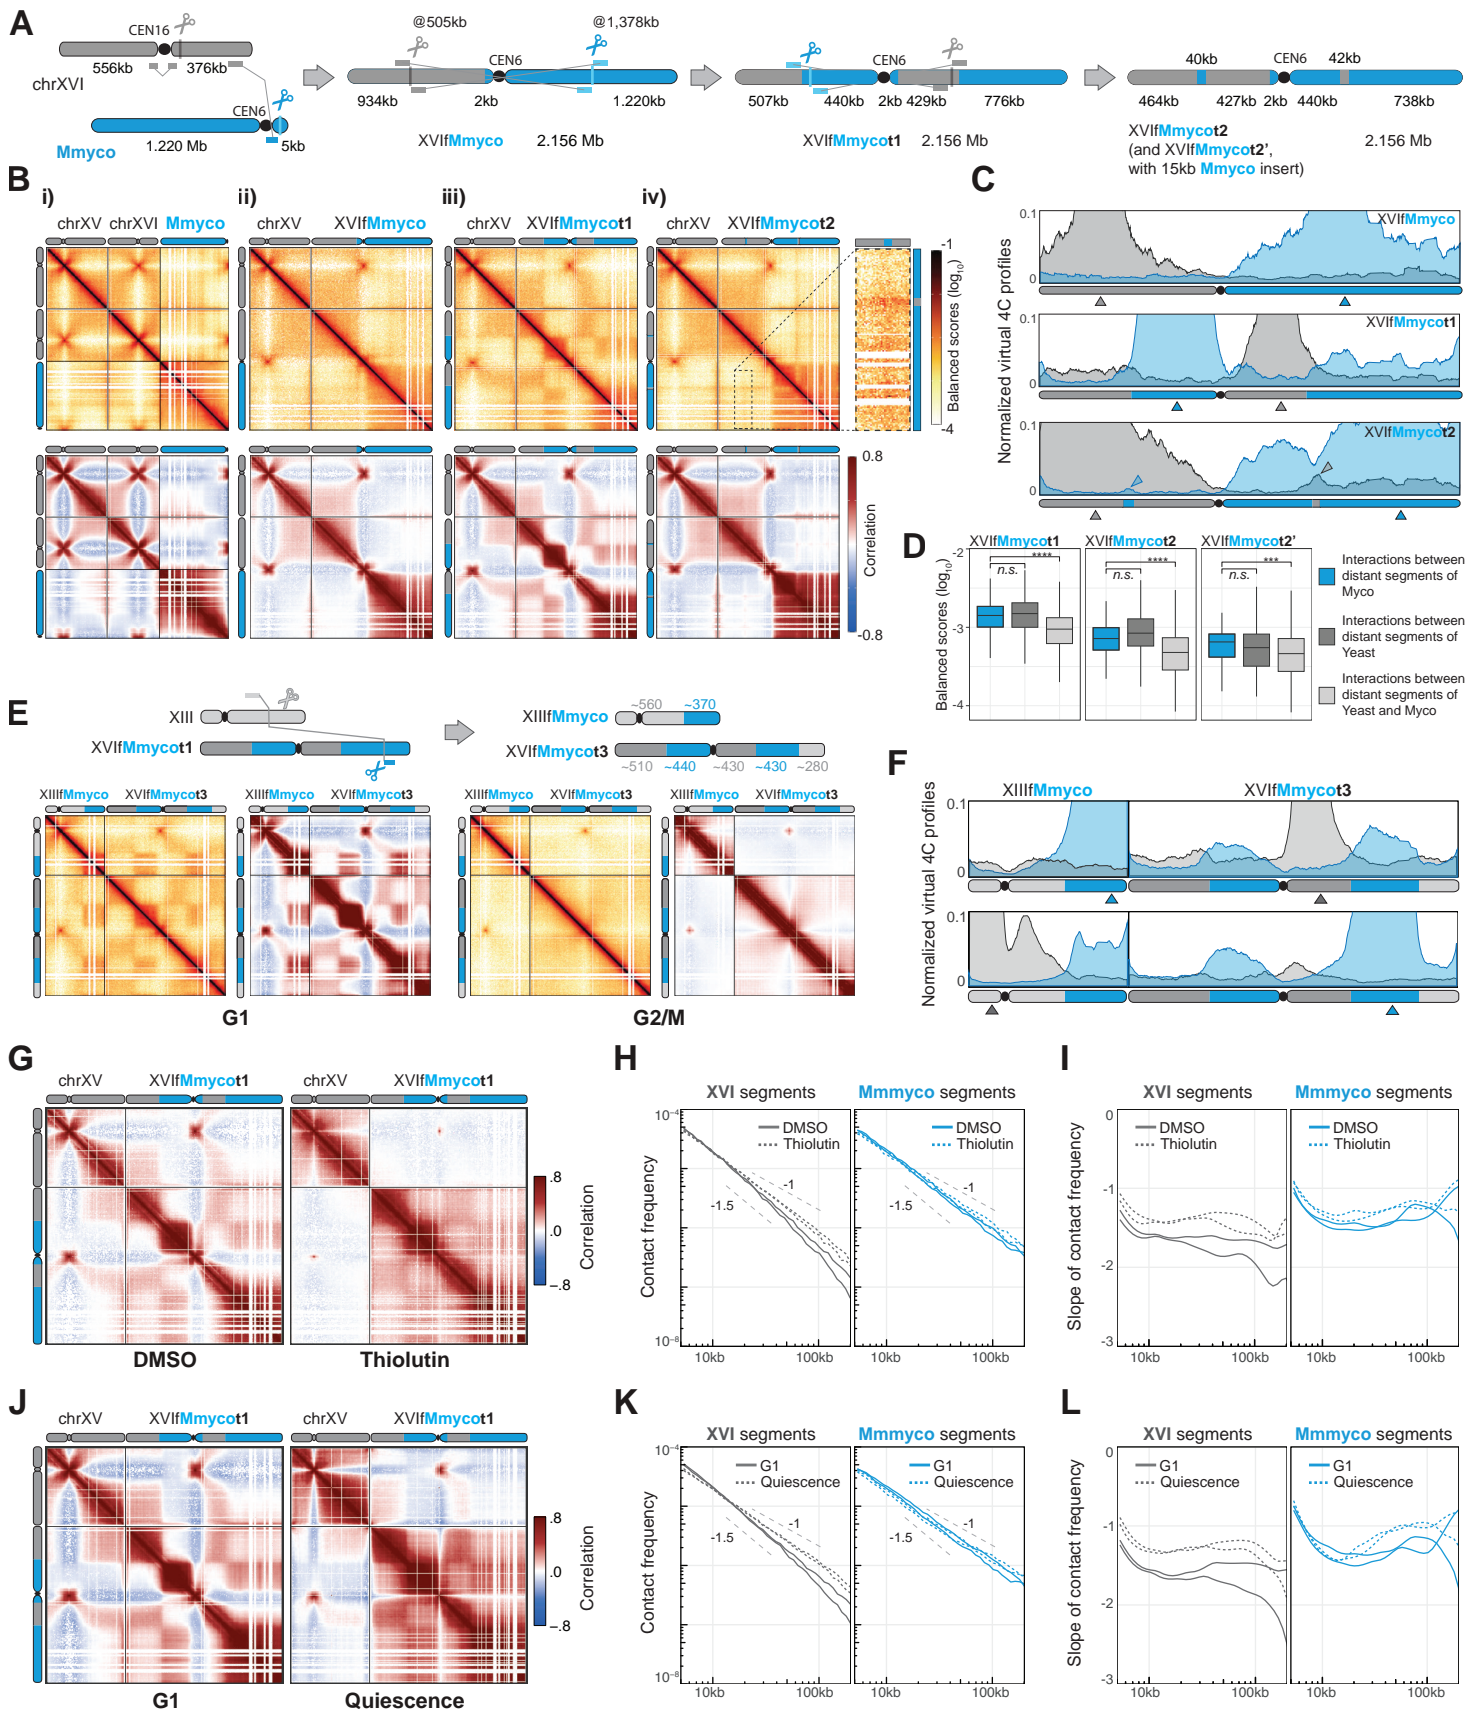 A
CEN16
556kb
376kb
chrXVI
CEN6
Mmyco
1.220 Mb
5kb
@505kb
@1,378kb
CEN6
934kb
2kb
1.220kb
XVIfMmyco
2.156 Mb
CEN6
507kb
440kb
2kb
429kb
776kb
XVIfMmycot1
2.156 Mb
40kb
CEN6
42kb
464kb
427kb
2kb
440kb
738kb
XVIfMmycot2
(and XVIfMmycot2',
with 15kb Mmyco insert)
2.156 Mb
B
i)
chrXV
chrXVI
Mmyco
ii)
chrXV
XVIfMmyco
iii)
chrXV
XVIfMmycot1
iv)
chrXV
XVIfMmycot2
-1
Balanced scores (log10)
-4
0.8
Correlation
-0.8
C
Normalized virtual 4C profiles
0.1
0
XVIfMmyco
0.1
0
XVIfMmycot1
0.1
0
XVIfMmycot2
D
XVIfMmycot1
XVIfMmycot2
XVIfMmycot2'
Balanced scores (log10)
-2
-3
-4
****
n.s.
****
n.s.
***
n.s.
Interactions between
distant segments of
Myco
Interactions between
distant segments of
Yeast
Interactions between
distant segments of
Yeast and Myco
E
XIII
XVIfMmycot1
~560
~370
XIIIfMmyco
XVIfMmycot3
~510
~440
~430
~430
~280
XIIIfMmyco
XVIfMmycot3
XIIIfMmyco
XVIfMmycot3
XIIIfMmyco
XVIfMmycot3
XIIIfMmyco
XVIfMmycot3
G1
G2/M
F
XIIIfMmyco
XVIfMmycot3
Normalized virtual 4C profiles
0.1
0
0.1
0
G
chrXV
XVIfMmycot1
chrXV
XVIfMmycot1
.8
.0
–.8
Correlation
DMSO
Thiolutin
H
XVI segments
Mmmyco segments
Contact frequency
10-4
10-8
DMSO
Thiolutin
DMSO
Thiolutin
-1
-1.5
-1
-1.5
10kb
100kb
10kb
100kb
I
XVI segments
Mmmyco segments
Slope of contact frequency
0
-1
-2
-3
DMSO
Thiolutin
DMSO
Thiolutin
10kb
100kb
10kb
100kb
J
chrXV
XVIfMmycot1
chrXV
XVIfMmycot1
.8
.0
–.8
Correlation
G1
Quiescence
K
XVI segments
Mmmyco segments
Contact frequency
10-4
10-8
G1
Quiescence
G1
Quiescence
-1
-1.5
-1
-1.5
10kb
100kb
10kb
100kb
L
XVI segments
Mmmyco segments
Slope of contact frequency
0
-1
-2
-3
G1
Quiescence
G1
Quiescence
10kb
100kb
10kb
100kb